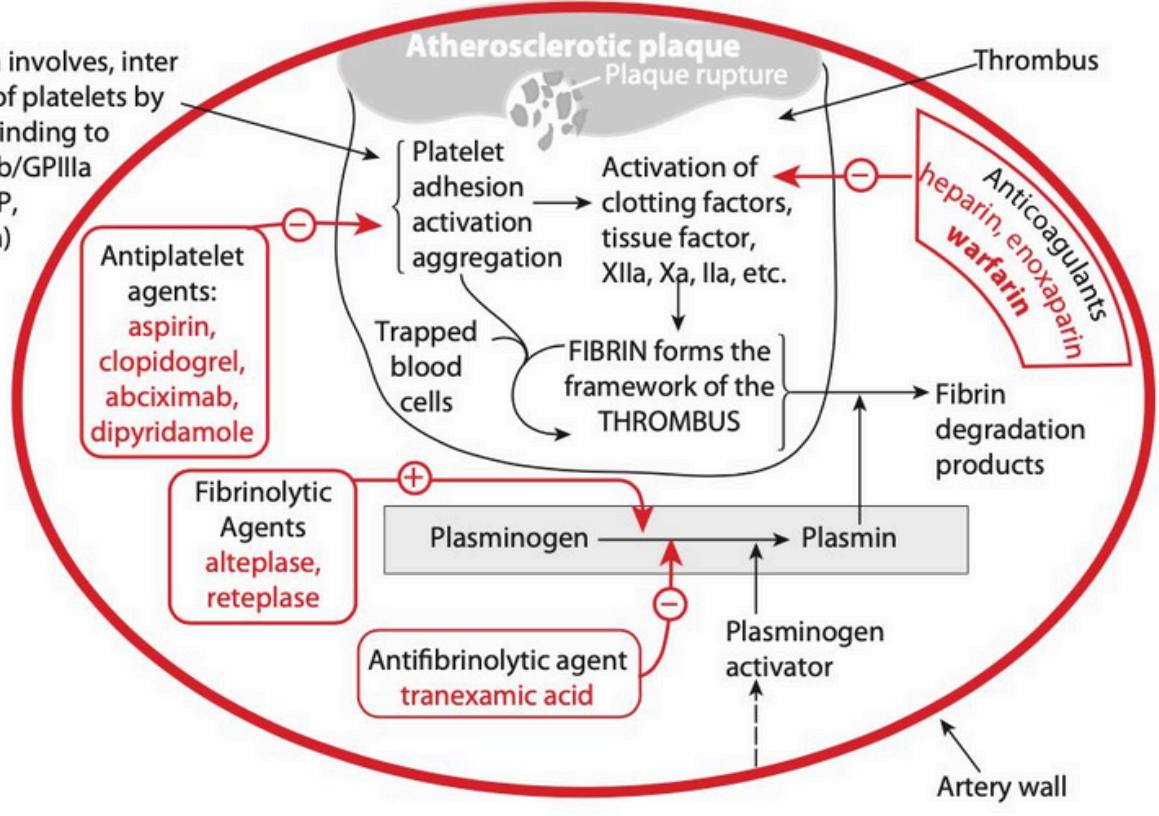 involves, inter
of platelets by
inding to
b/GPIIIa
P,
)
Atherosclerotic plaque
Plaque rupture
Thrombus
Platelet
adhesion
activation
aggregation
Activation of
clotting factors,
tissue factor,
XIIa, Xa, IIa, etc.
Anticoagulants
heparin, enoxaparin
warfarin
Antiplatelet
agents:
aspirin,
clopidogrel,
abciximab,
dipyridamole
Trapped
blood
cells
FIBRIN forms the
framework of the
THROMBUS
Fibrin
degradation
products
Fibrinolytic
Agents
alteplase,
reteplase
Plasminogen
Plasmin
Antifibrinolytic agent
tranexamic acid
Plasminogen
activator
Artery wall